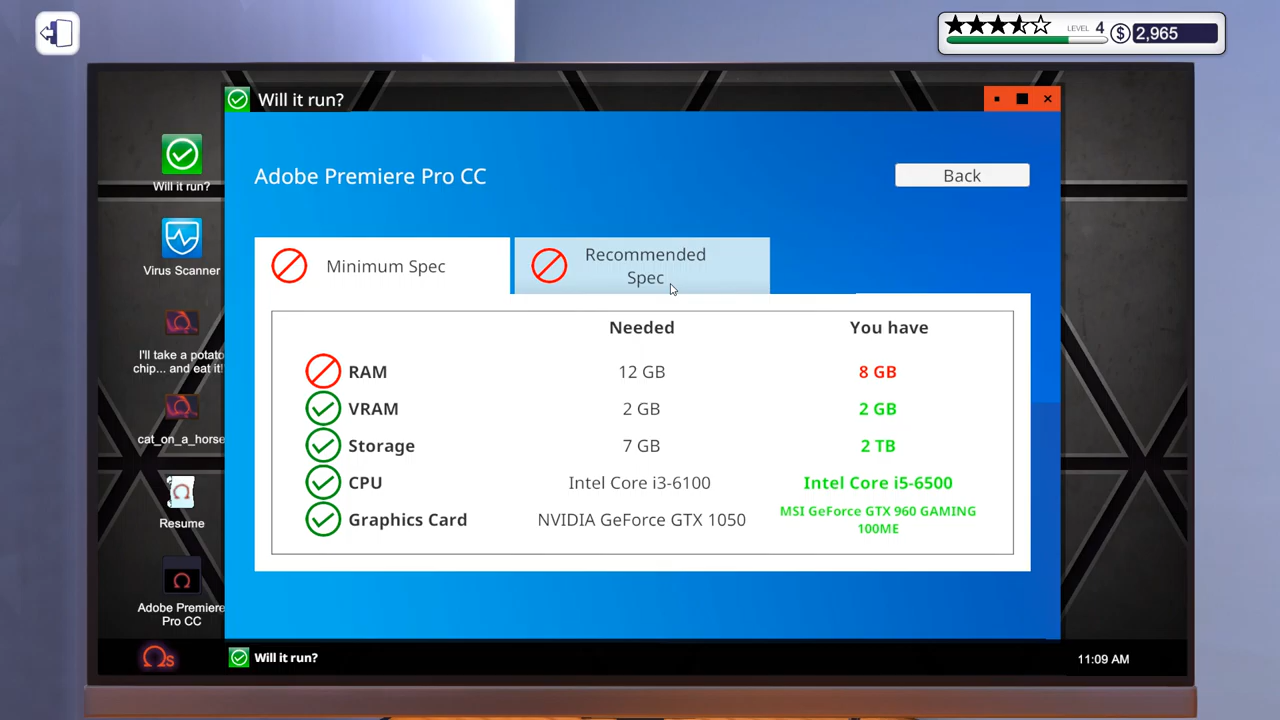 LEVEL 4
$ 2,965
Will it run?
Adobe Premiere Pro CC
Back
Will it run?
Virus Scanner
I'll take a potato
chip... and eat it!
cat_on_a_horse
Resume
Adobe Premiere
Pro CC
Minimum Spec
Recommended
Spec
Needed
You have
RAM
12 GB
8 GB
VRAM
2 GB
2 GB
Storage
7 GB
2 TB
CPU
Intel Core i3-6100
Intel Core i5-6500
Graphics Card
NVIDIA GeForce GTX 1050
MSI GeForce GTX 960 GAMING
100ME
Ωs
Will it run?
11:09 AM